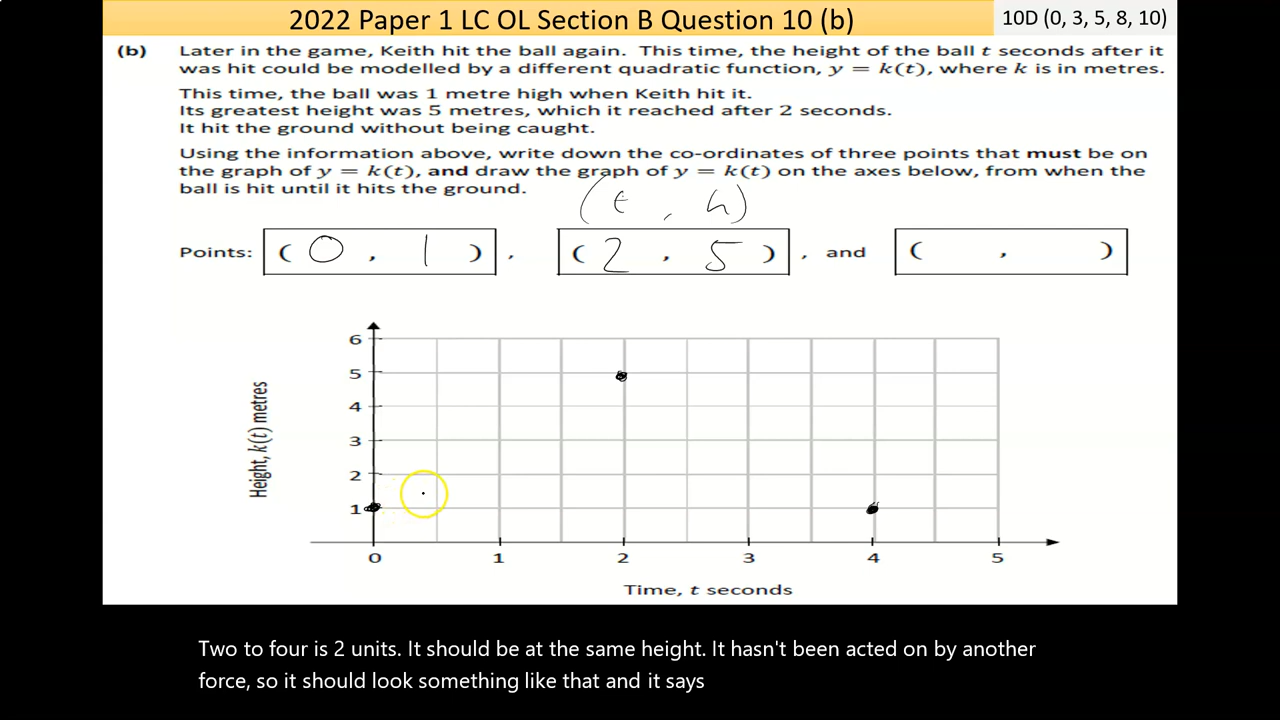 2022 Paper 1 LC OL Section B Question 10 (b)
10D (0, 3, 5, 8, 10)
(b) Later in the game, Keith hit the ball again. This time, the height of the ball t seconds after it
was hit could be modelled by a different quadratic function, y = k(t), where k is in metres.
This time, the ball was 1 metre high when Keith hit it.
Its greatest height was 5 metres, which it reached after 2 seconds.
It hit the ground without being caught.
Using the information above, write down the co-ordinates of three points that must be on
the graph of y = k(t), and draw the graph of y = k(t) on the axes below, from when the
ball is hit until it hits the ground.
(t, h)
Points: (0, 1), (2, 5), and ( , )
6
5
4
3
2
1
Height, k(t) metres
0 1 2 3 4 5
Time, t seconds
Two to four is 2 units. It should be at the same height. It hasn't been acted on by another
force, so it should look something like that and it says